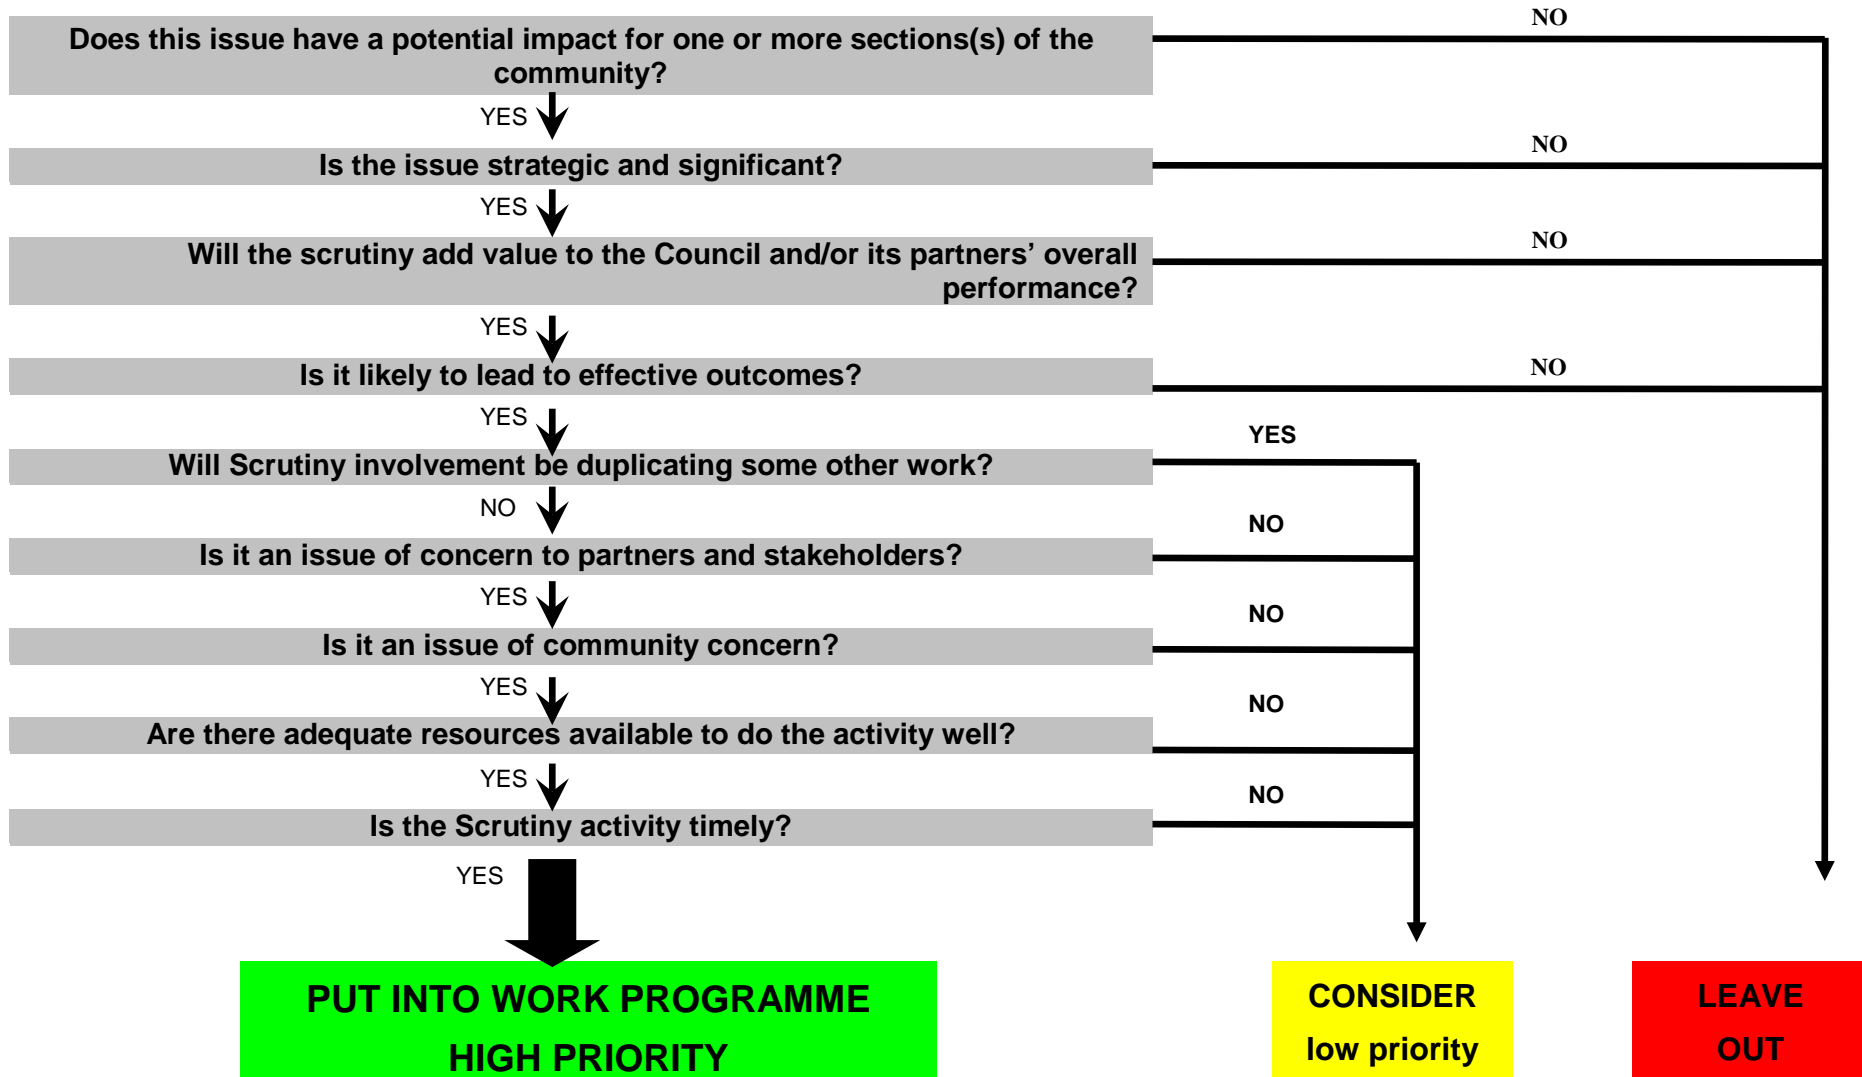 Does this issue have a potential impact for one or more sections(s) of the
community?
NO
YES
Is the issue strategic and significant?
NO
YES
Will the scrutiny add value to the Council and/or its partners’ overall
performance?
NO
YES
Is it likely to lead to effective outcomes?
NO
YES
YES
Will Scrutiny involvement be duplicating some other work?
NO
NO
Is it an issue of concern to partners and stakeholders?
YES
NO
Is it an issue of community concern?
YES
NO
Are there adequate resources available to do the activity well?
YES
NO
Is the Scrutiny activity timely?
YES
PUT INTO WORK PROGRAMME
HIGH PRIORITY
CONSIDER
low priority
LEAVE
OUT